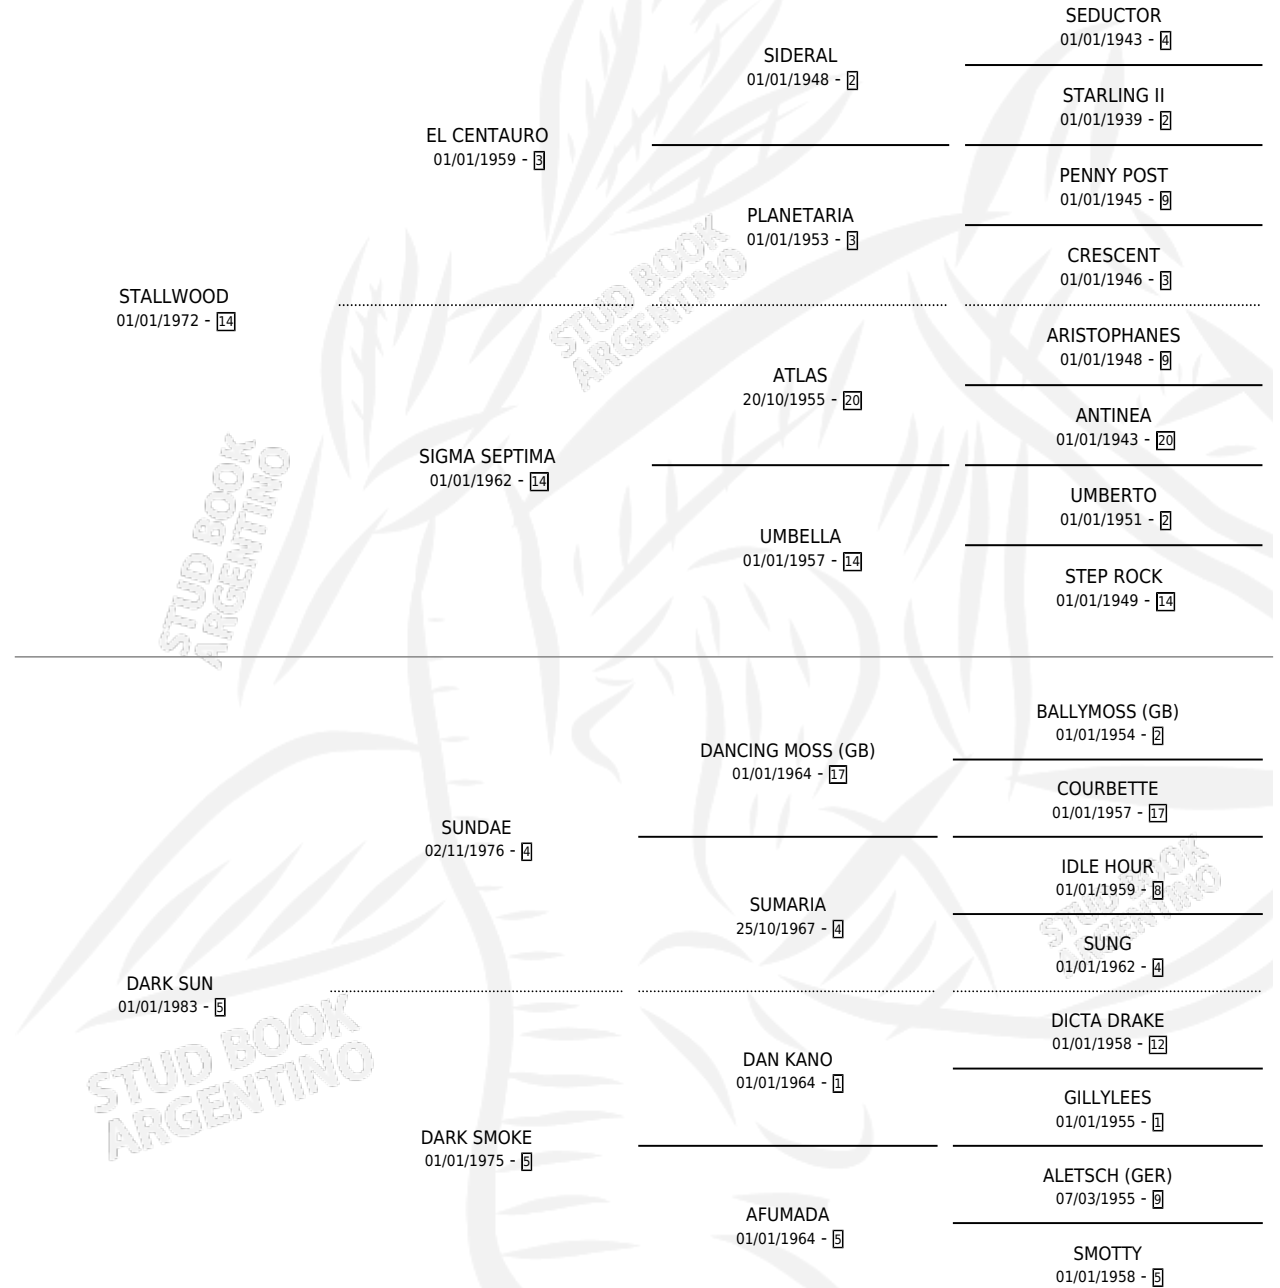 SEDUCTOR
01/01/1943 - 4
SIDERAL
01/01/1948 - 2
STARLING II
01/01/1939 - 2
EL CENTAURO
01/01/1959 - 3
PENNY POST
01/01/1945 - 9
PLANETARIA
01/01/1953 - 3
CRESCENT
01/01/1946 - 3
STALLWOOD
01/01/1972 - 14
ARISTOPHANES
01/01/1948 - 9
ATLAS
20/10/1955 - 20
ANTINEA
01/01/1943 - 20
SIGMA SEPTIMA
01/01/1962 - 14
UMBERTO
01/01/1951 - 2
UMBELLA
01/01/1957 - 14
STEP ROCK
01/01/1949 - 14
BALLYMOSS (GB)
01/01/1954 - 2
DANCING MOSS (GB)
01/01/1964 - 17
COURBETTE
01/01/1957 - 17
SUNDAE
02/11/1976 - 4
IDLE HOUR
01/01/1959 - 8
SUMARIA
25/10/1967 - 4
SUNG
01/01/1962 - 4
DARK SUN
01/01/1983 - 5
DICTA DRAKE
01/01/1958 - 12
DAN KANO
01/01/1964 - 1
GILLYLEES
01/01/1955 - 1
DARK SMOKE
01/01/1975 - 5
ALETSCH (GER)
07/03/1955 - 9
AFUMADA
01/01/1964 - 5
SMOTTY
01/01/1958 - 5
STUD BOOK
ARGENTINO
STUD BOOK
ARGENTINO
STUD BOOK
ARGENTINO
STUD BOOK
ARGENTINO